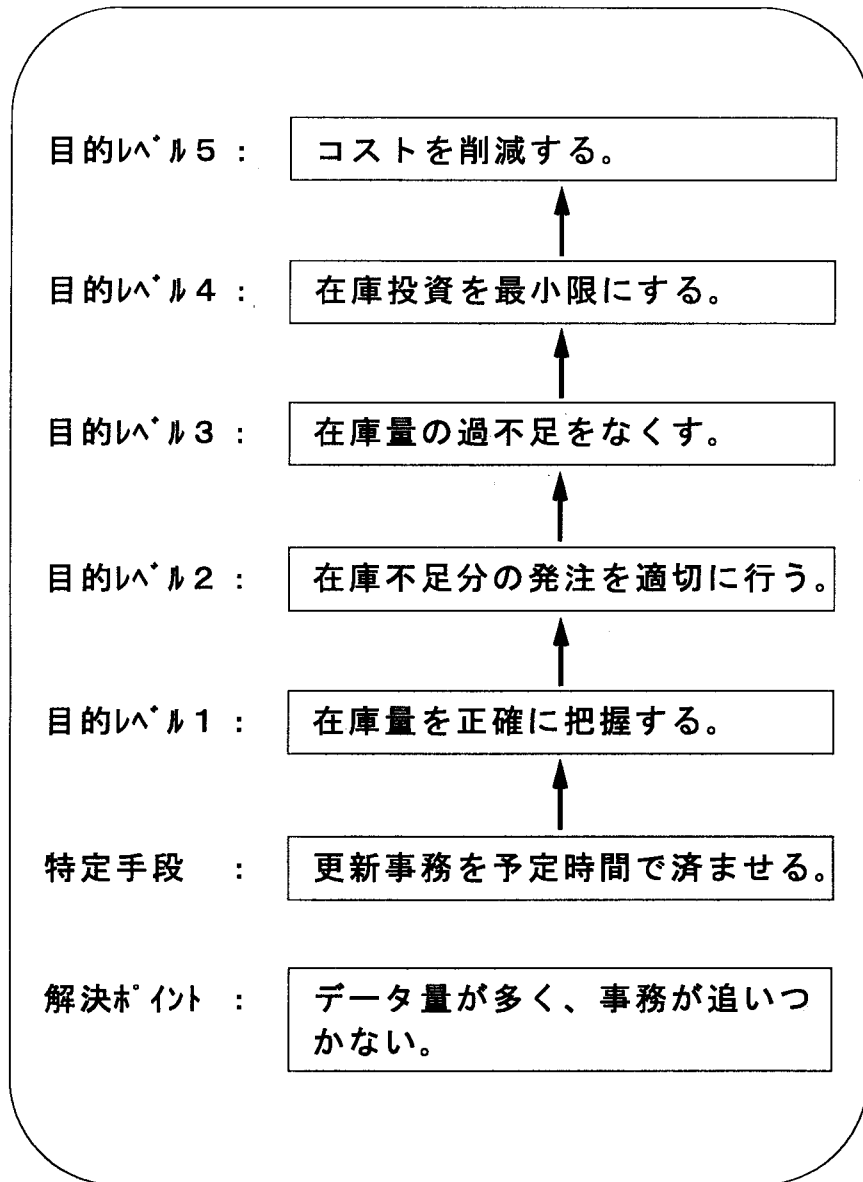 目的ﾚﾍﾞﾙ5 : コストを削減する。
目的ﾚﾍﾞﾙ4 : 在庫投資を最小限にする。
目的ﾚﾍﾞﾙ3 : 在庫量の過不足をなくす。
目的ﾚﾍﾞﾙ2 : 在庫不足分の発注を適切に行う。
目的ﾚﾍﾞﾙ1 : 在庫量を正確に把握する。
特定手段 : 更新事務を予定時間で済ませる。
解決ﾎﾟｲﾝﾄ : データ量が多く、事務が追いつ
かない。